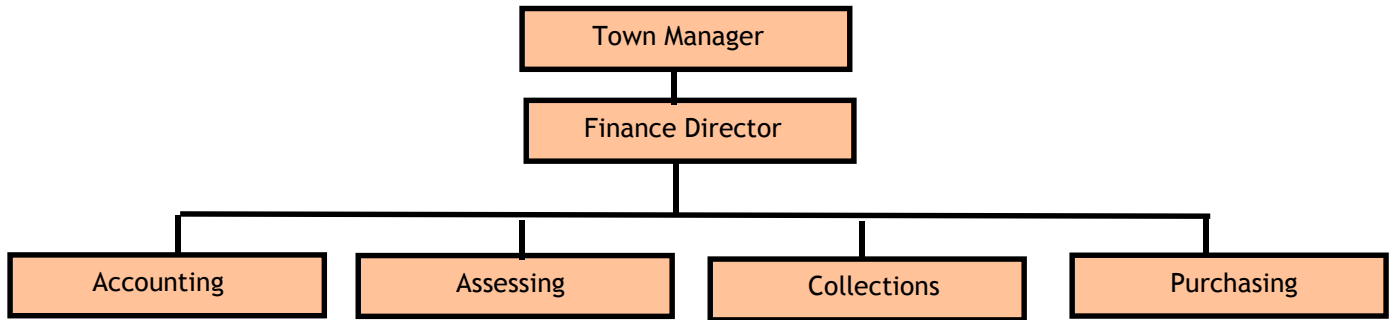 Town Manager
Finance Director
Accounting
Assessing
Collections
Purchasing